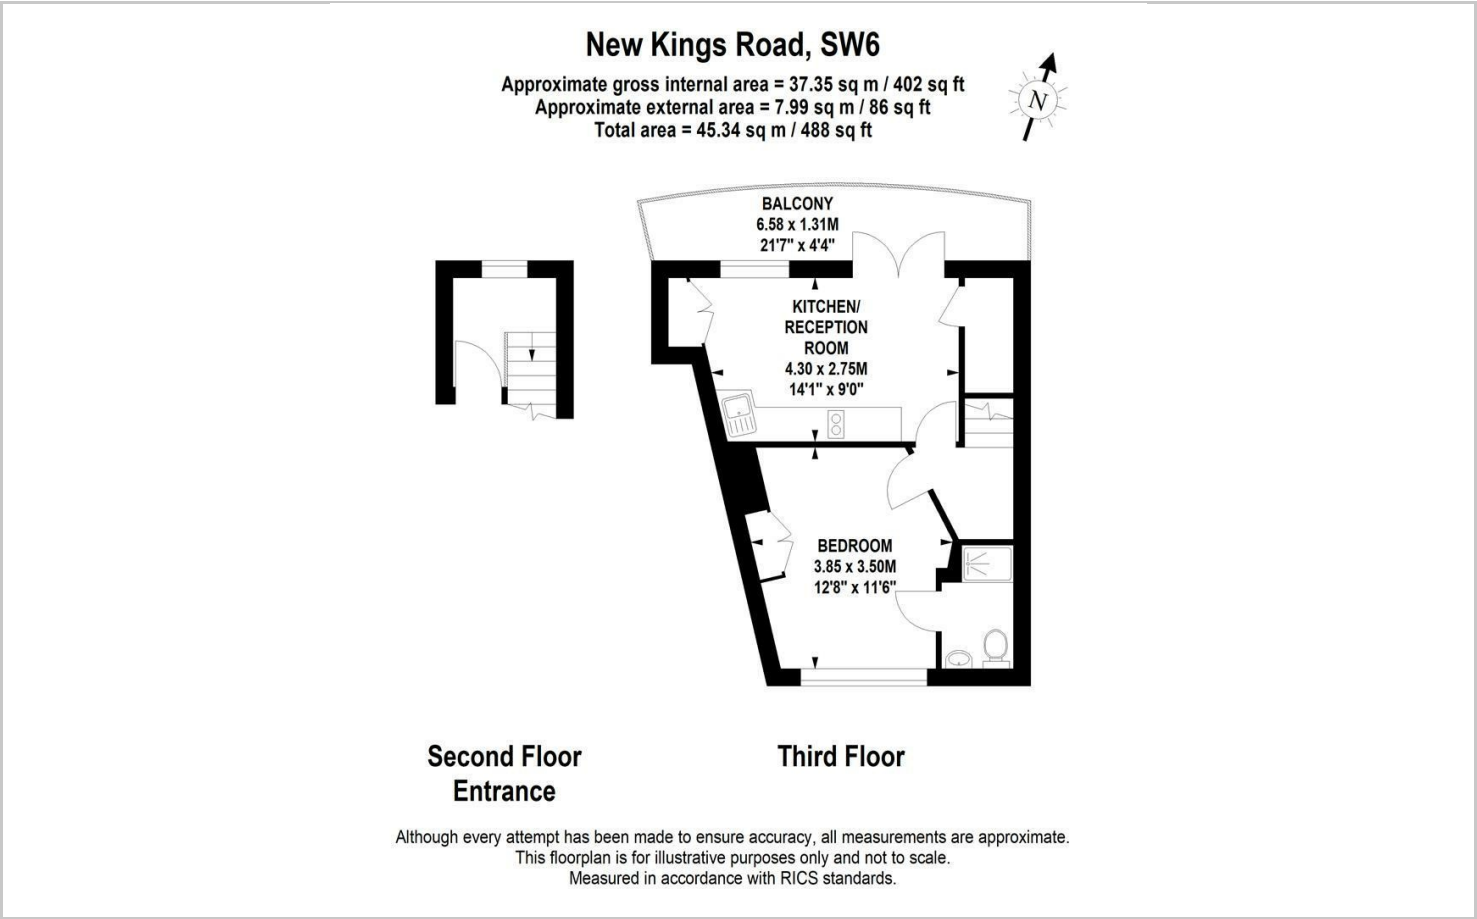 New Kings Road, SW6
Approximate gross internal area = 37.35 sq m / 402 sq ft
Approximate external area = 7.99 sq m / 86 sq ft
Total area = 45.34 sq m / 488 sq ft
N
BALCONY
6.58 x 1.31M
21'7" x 4'4"
KITCHEN/
RECEPTION
ROOM
4.30 x 2.75M
14'1" x 9'0"
BEDROOM
3.85 x 3.50M
12'8" x 11'6"
Second Floor
Entrance
Third Floor
Although every attempt has been made to ensure accuracy, all measurements are approximate.
This floorplan is for illustrative purposes only and not to scale.
Measured in accordance with RICS standards.